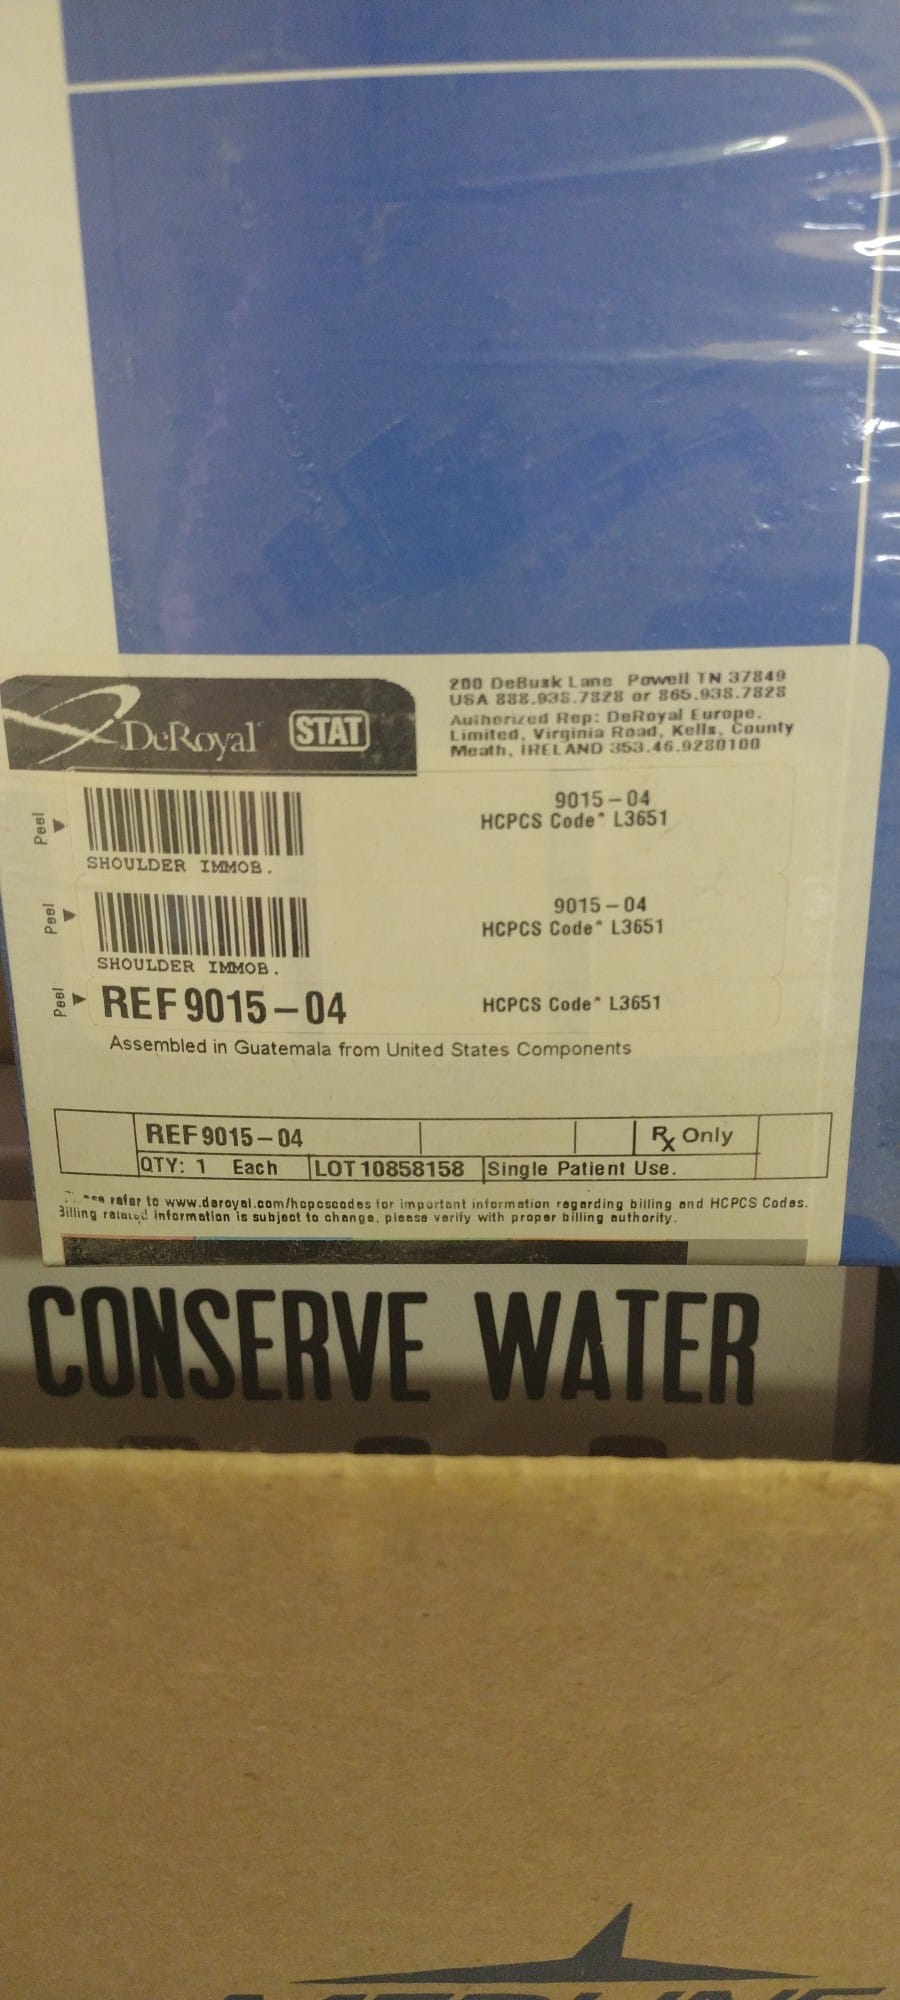 DeRoyal STAT
200 DeBusk Lane Powell TN 37849
USA 888.938.7828 or 865.938.7828
Authorized Rep: DeRoyal Europe,
Limited, Virginia Road, Kells, County
Meath, IRELAND 353.46.9280100
Peel
9015-04
HCPCS Code* L3651
SHOULDER IMMOB.
Peel
9015-04
HCPCS Code* L3651
SHOULDER IMMOB.
Peel
REF 9015-04
HCPCS Code* L3651
Assembled in Guatemala from United States Components
REF 9015-04
Rx Only
QTY: 1 Each
LOT 10858158
Single Patient Use.
refer to www.deroyal.com/hcpcscodes for important information regarding billing and HCPCS Codes.
Billing related information is subject to change, please verify with proper billing authority.
CONSERVE WATER